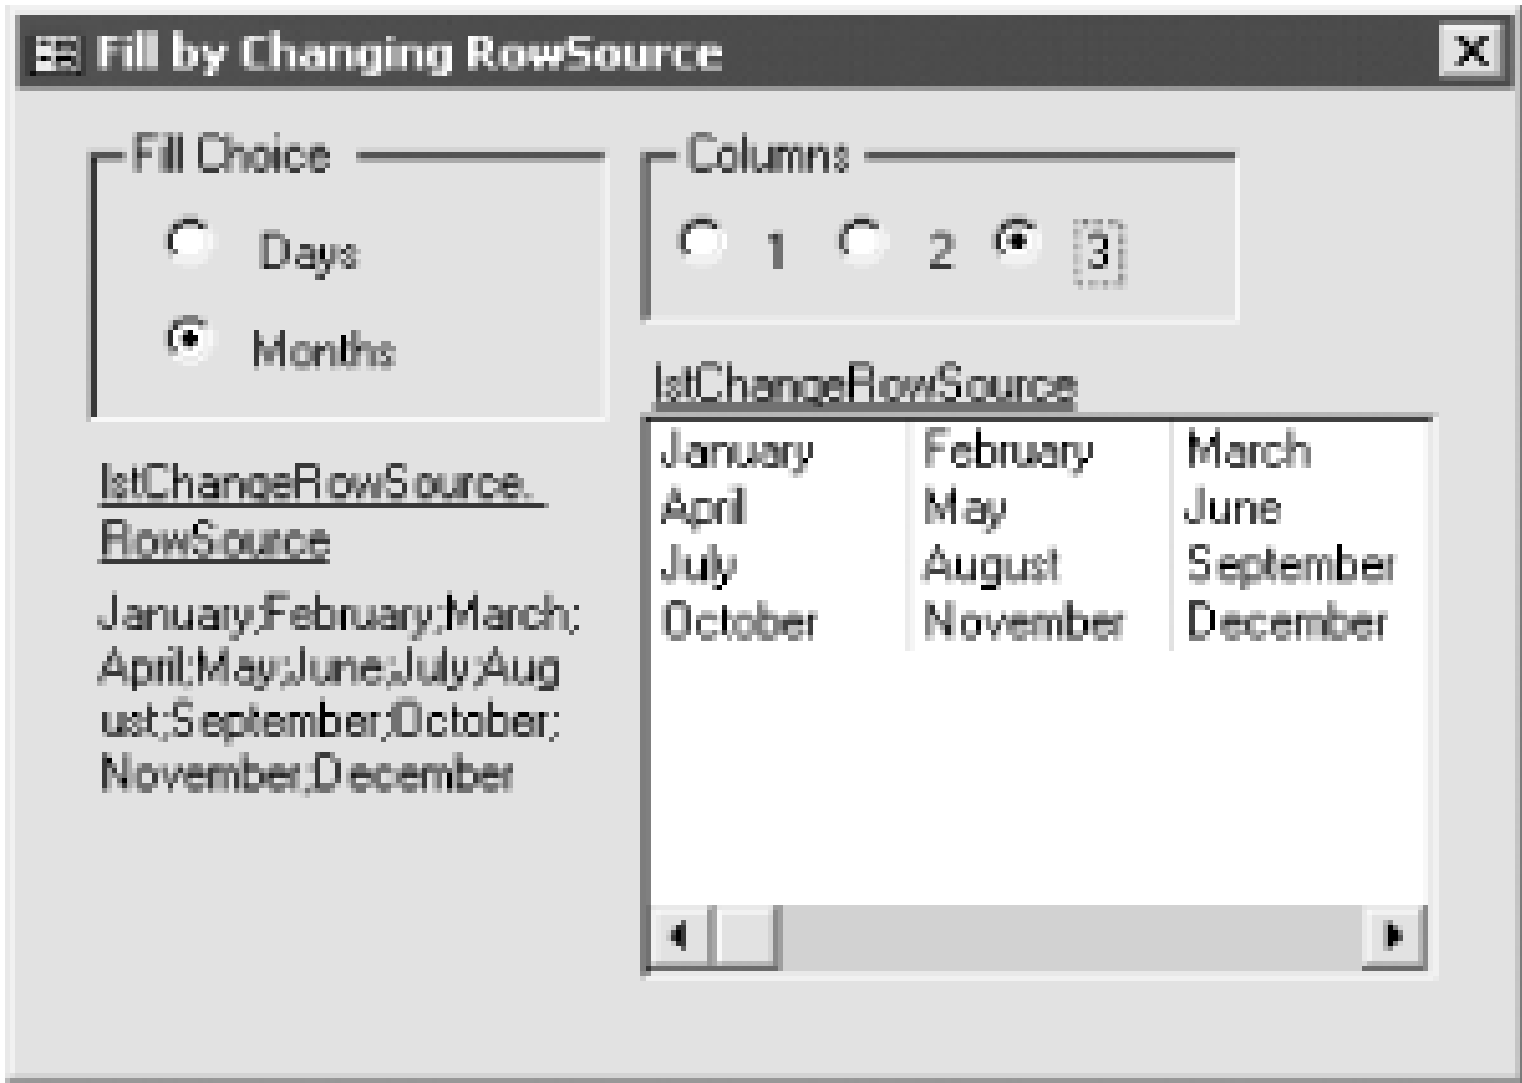 Fill by Changing RowSource
Fill Choice
Days
Months
Columns
1 2 3
lstChangeRowSource.
RowSource
January;February;March;
April;May;June;July;Aug
ust;September;October;
November;December
lstChangeRowSource
January February March
April May June
July August September
October November December